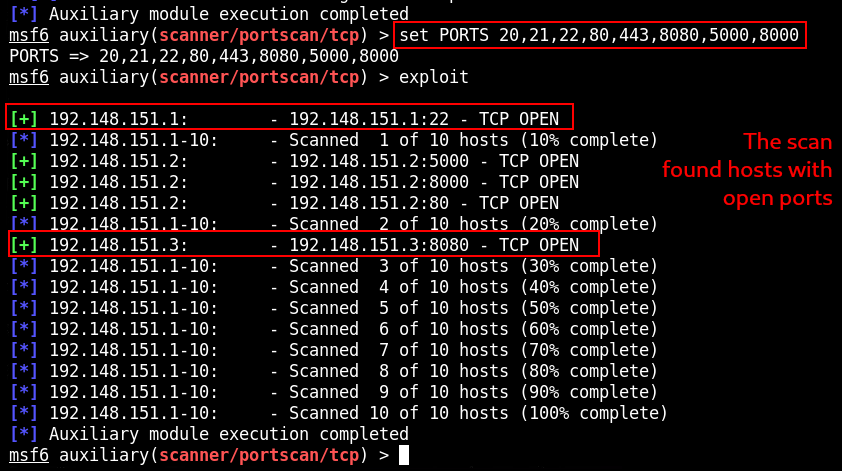 [*] Auxiliary module execution completed
msf6 auxiliary(scanner/portscan/tcp) > set PORTS 20,21,22,80,443,8080,5000,8000
PORTS => 20,21,22,80,443,8080,5000,8000
msf6 auxiliary(scanner/portscan/tcp) > exploit
[+] 192.148.151.1:        - 192.148.151.1:22 - TCP OPEN
[*] 192.148.151.1-10:     - Scanned  1 of 10 hosts (10% complete)
[+] 192.148.151.2:        - 192.148.151.2:5000 - TCP OPEN
[+] 192.148.151.2:        - 192.148.151.2:8000 - TCP OPEN
[+] 192.148.151.2:        - 192.148.151.2:80 - TCP OPEN
[*] 192.148.151.1-10:     - Scanned  2 of 10 hosts (20% complete)
[+] 192.148.151.3:        - 192.148.151.3:8080 - TCP OPEN
[*] 192.148.151.1-10:     - Scanned  3 of 10 hosts (30% complete)
[*] 192.148.151.1-10:     - Scanned  4 of 10 hosts (40% complete)
[*] 192.148.151.1-10:     - Scanned  5 of 10 hosts (50% complete)
[*] 192.148.151.1-10:     - Scanned  6 of 10 hosts (60% complete)
[*] 192.148.151.1-10:     - Scanned  7 of 10 hosts (70% complete)
[*] 192.148.151.1-10:     - Scanned  8 of 10 hosts (80% complete)
[*] 192.148.151.1-10:     - Scanned  9 of 10 hosts (90% complete)
[*] 192.148.151.1-10:     - Scanned 10 of 10 hosts (100% complete)
[*] Auxiliary module execution completed
msf6 auxiliary(scanner/portscan/tcp) >
The scan
found hosts with
open ports